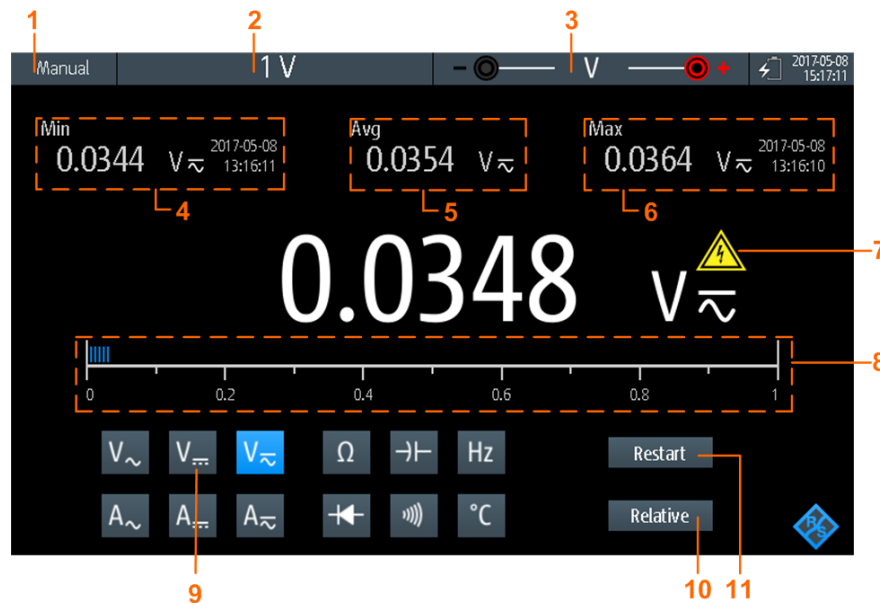 1 2 3
Manual 1 V - V + 2017-05-08
15:17:11
Min Avg Max
0.0344 V 2017-05-08 0.0354 V 0.0364 V 2017-05-08
13:16:11 13:16:10
4 5 6
0.0348 V
7
8
0 0.2 0.4 0.6 0.8 1
V V V Ω Hz Restart
A A A °C Relative R/S
9 10 11